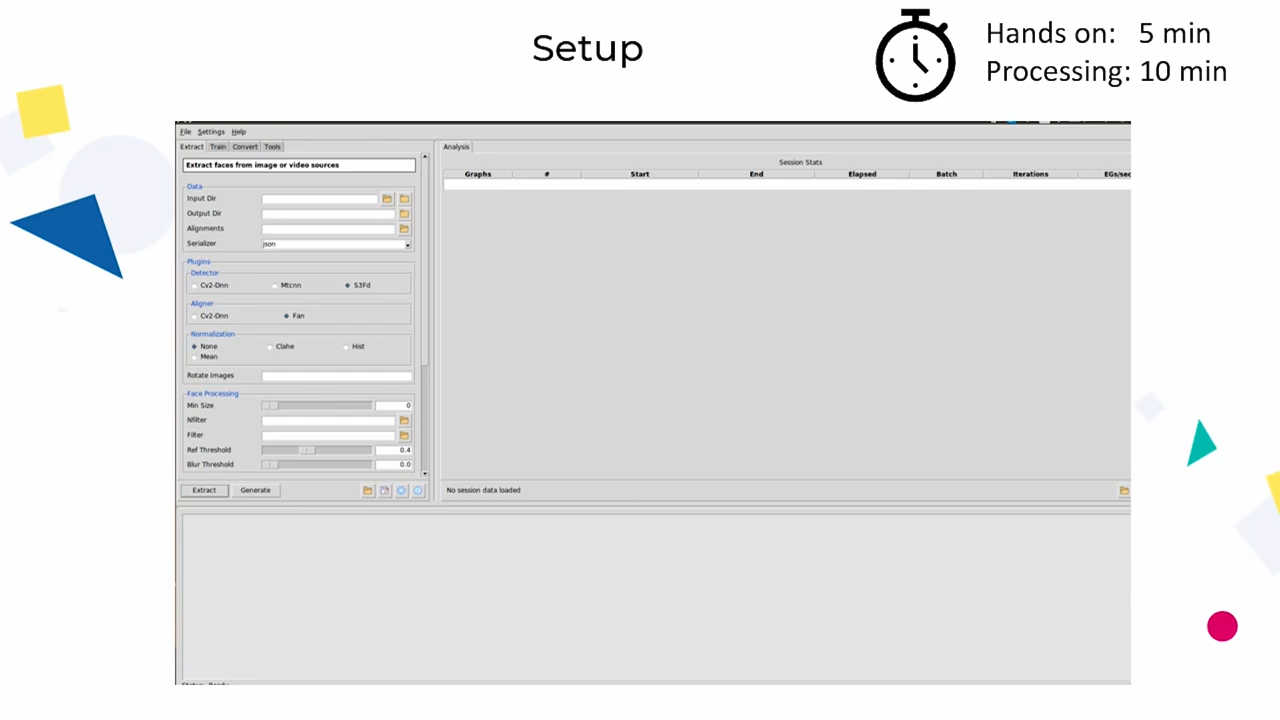 Setup
Hands on: 5 min
Processing: 10 min
File Settings Help
Extract Train Convert Tools
Extract faces from image or video sources
Data
Input Dir
Output Dir
Alignments
Serializer json
Plugins
Detector
Cv2-Dnn Mtcnn S3Fd
Aligner
Cv2-Dnn Fan
Normalization
None Clahe Hist
Mean
Rotate Images
Face Processing
Min Size 0
Nfilter
Filter
Ref Threshold 0.4
Blur Threshold 0.0
Extract Generate
Analysis
Session Stats
Graphs # Start End Elapsed Batch Iterations EGs/sec
No session data loaded